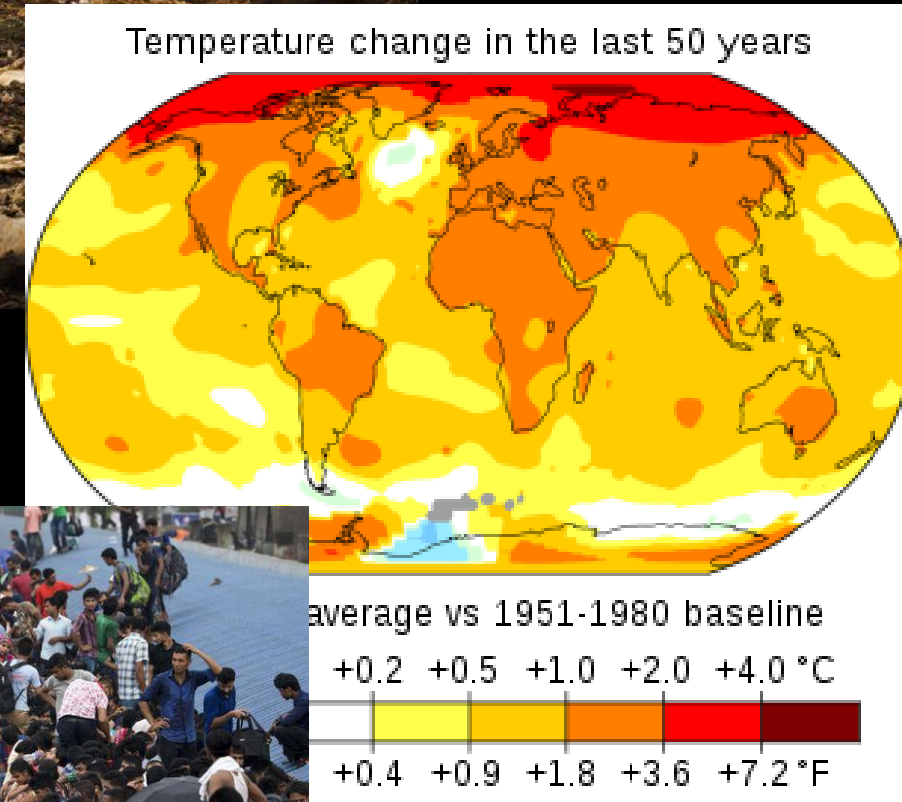 Temperature change in the last 50 years
average vs 1951-1980 baseline
+0.2 +0.5 +1.0 +2.0 +4.0 °C
+0.4 +0.9 +1.8 +3.6 +7.2 °F